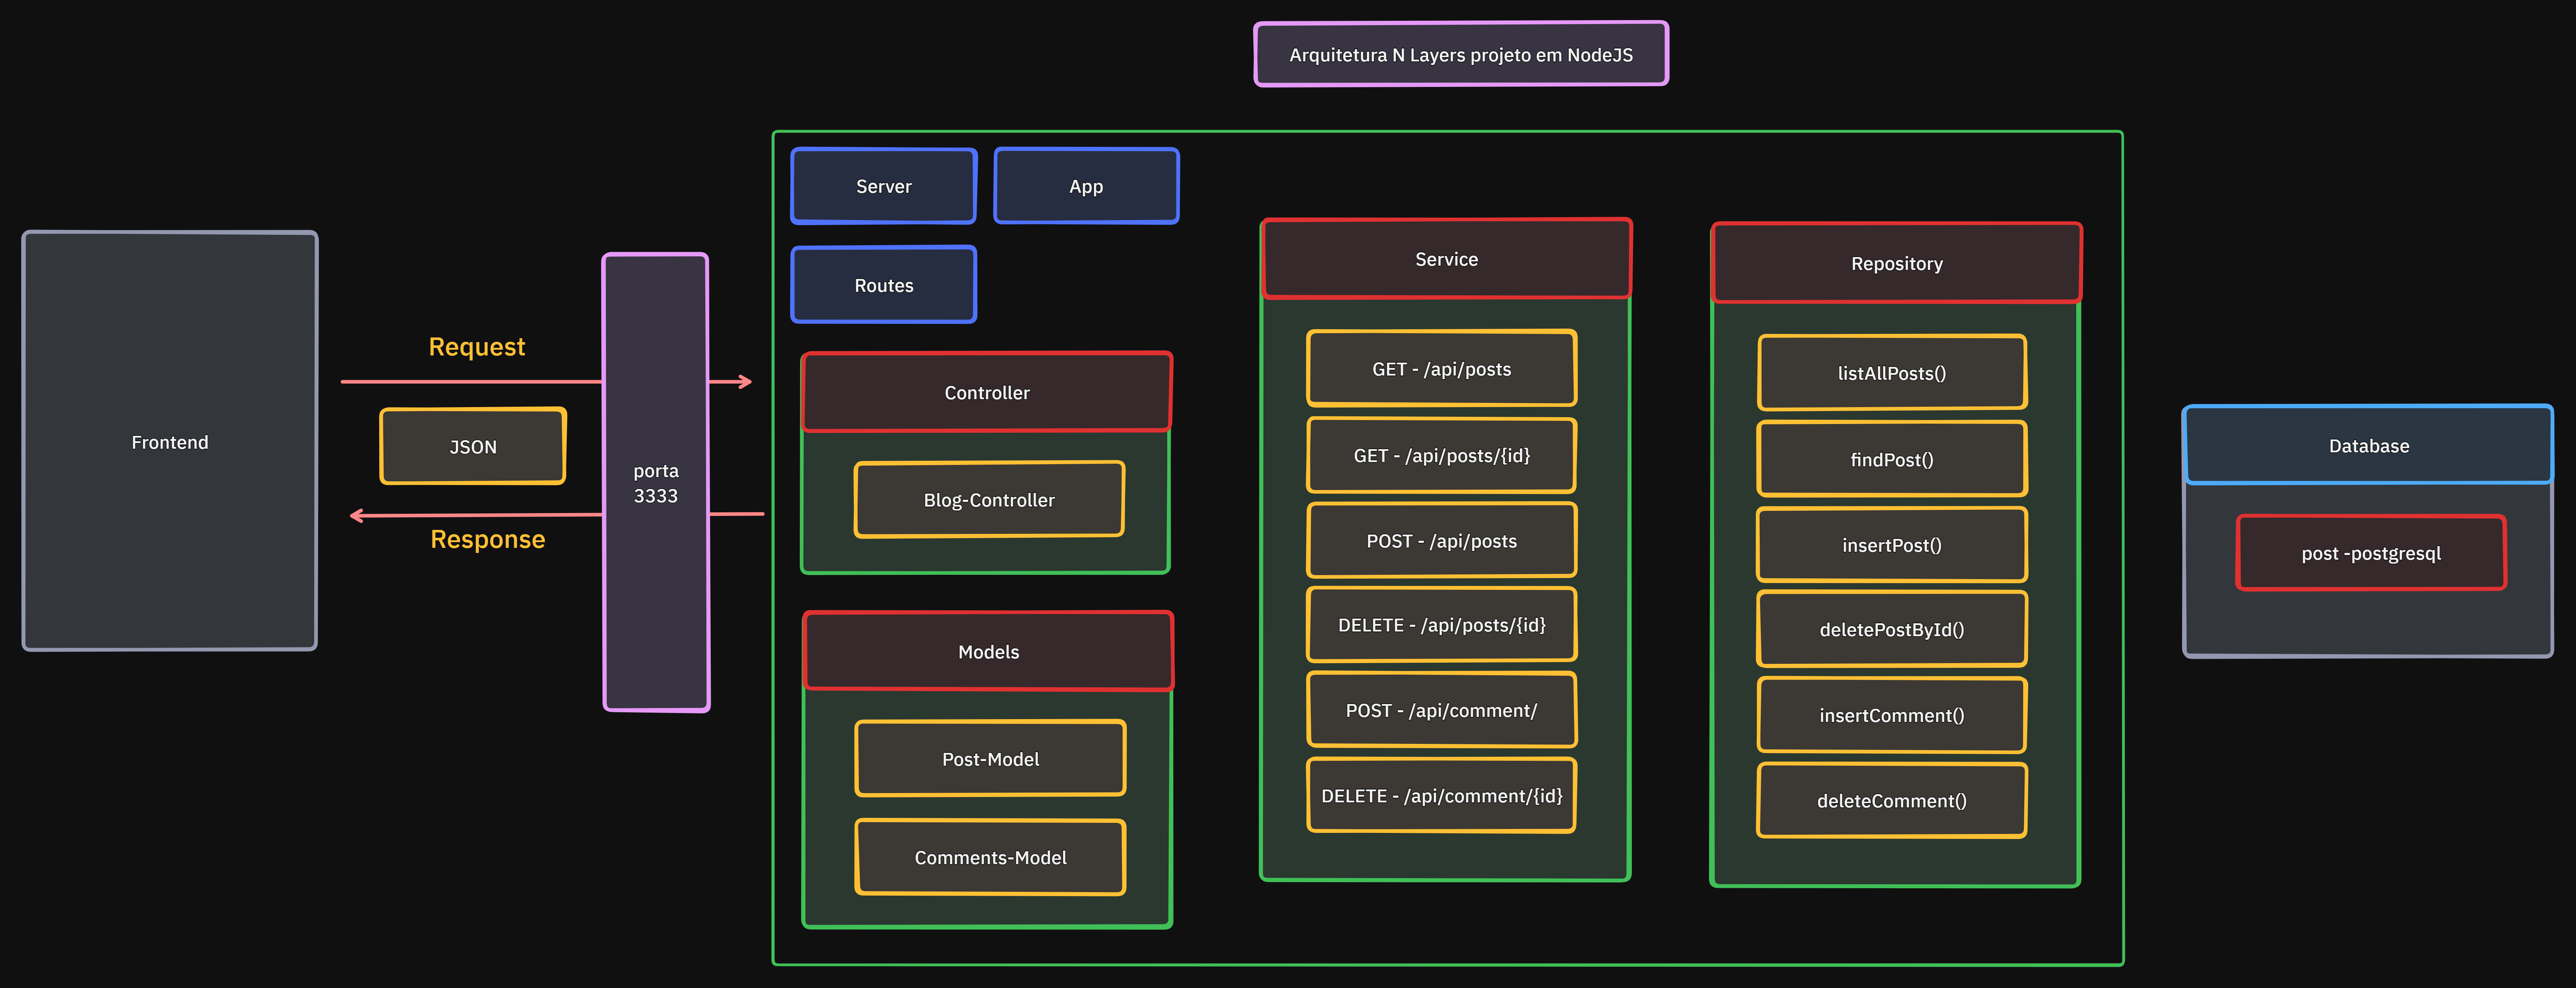 Arquitetura N Layers projeto em NodeJS
Frontend
Request
JSON
Response
porta
3333
Server
App
Routes
Controller
Blog-Controller
Models
Post-Model
Comments-Model
Service
GET - /api/posts
GET - /api/posts/{id}
POST - /api/posts
DELETE - /api/posts/{id}
POST - /api/comment/
DELETE - /api/comment/{id}
Repository
listAllPosts()
findPost()
insertPost()
deletePostById()
insertComment()
deleteComment()
Database
post -postgresql